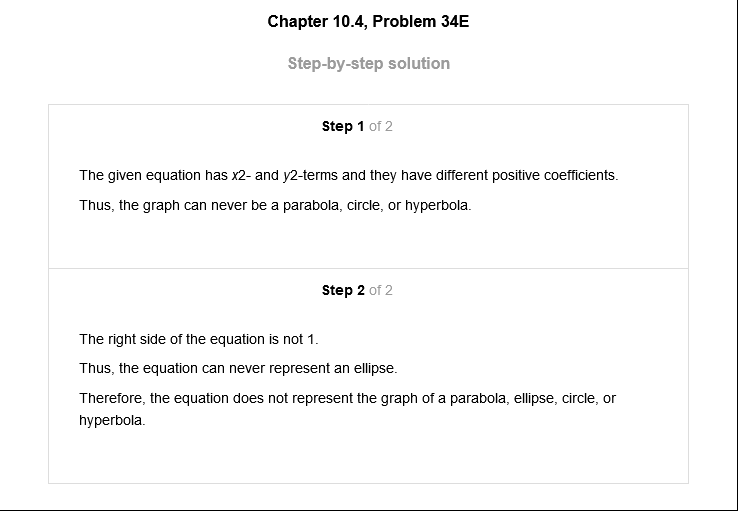 Chapter 10.4, Problem 34E
Step-by-step solution
Step 1 of 2
The given equation has x2- and y2-terms and they have different positive coefficients.
Thus, the graph can never be a parabola, circle, or hyperbola.
Step 2 of 2
The right side of the equation is not 1.
Thus, the equation can never represent an ellipse.
Therefore, the equation does not represent the graph of a parabola, ellipse, circle, or
hyperbola.